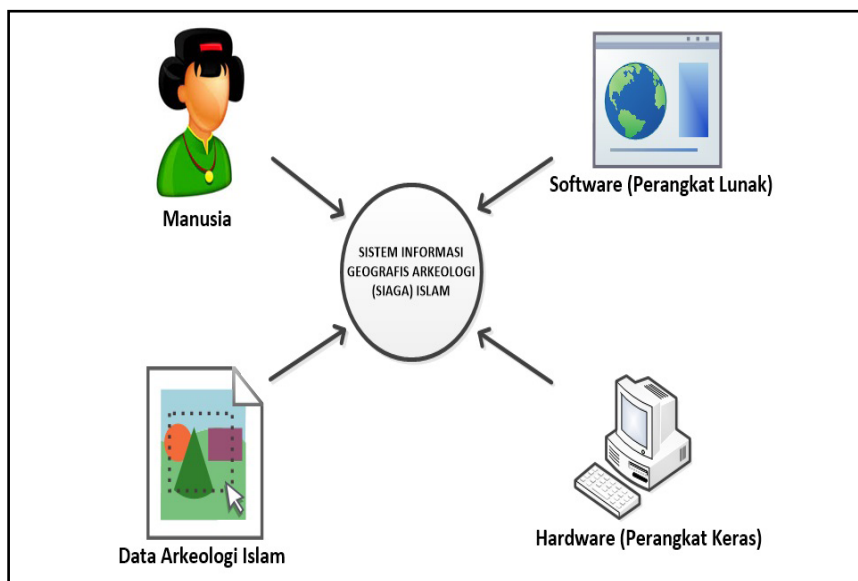 Manusia
Software (Perangkat Lunak)
SISTEM INFORMASI
GEOGRAFIS ARKEOLOGI
(SIAGA) ISLAM
Data Arkeologi Islam
Hardware (Perangkat Keras)